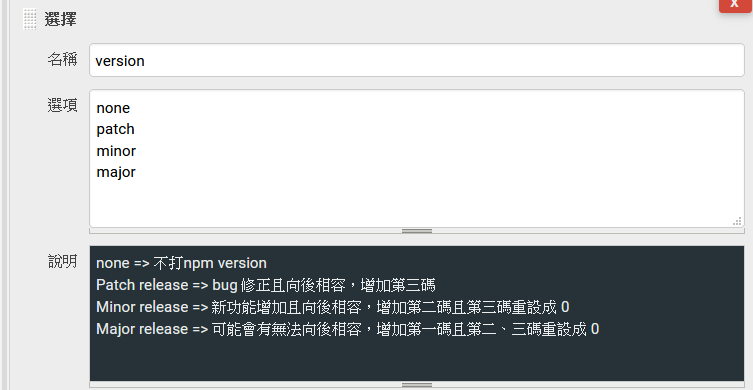 x
選擇
名稱
version
選項
none
patch
minor
major
說明
none => 不打npm version
Patch release => bug 修正且向後相容，增加第三碼
Minor release => 新功能增加且向後相容，增加第二碼且第三碼重設成 0
Major release => 可能會有無法向後相容，增加第一碼且第二、三碼重設成 0